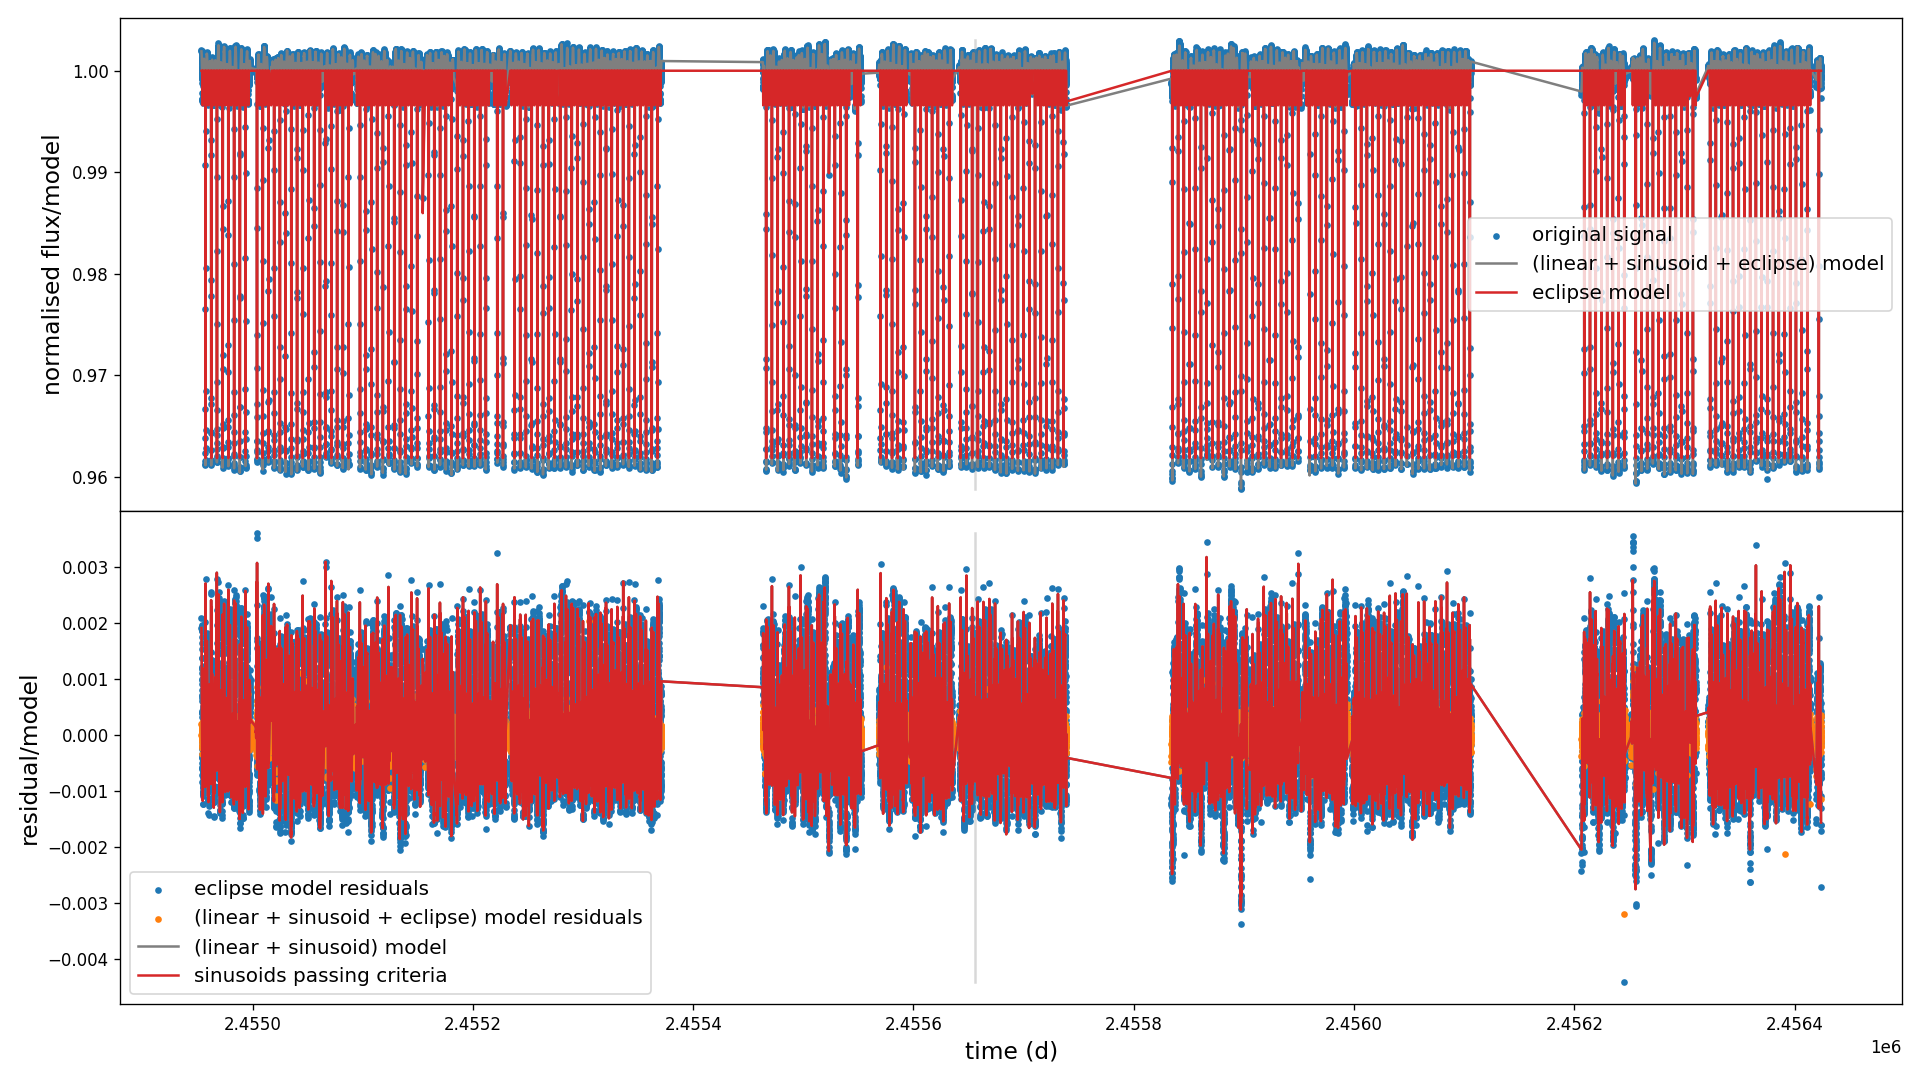 normalised flux/model
1.00
0.99
0.98
0.97
0.96
original signal
(linear + sinusoid + eclipse) model
eclipse model
residual/model
0.003
0.002
0.001
0.000
−0.001
−0.002
−0.003
−0.004
eclipse model residuals
(linear + sinusoid + eclipse) model residuals
(linear + sinusoid) model
sinusoids passing criteria
2.4550 2.4552 2.4554 2.4556 2.4558 2.4560 2.4562 2.4564
1e6
time (d)